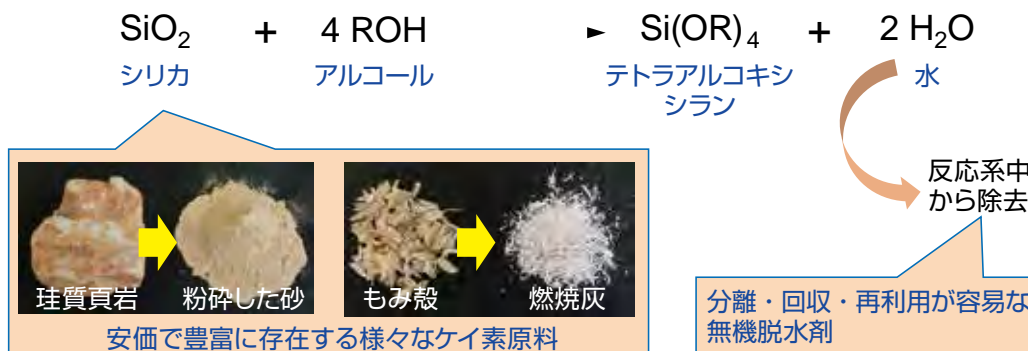 SiO2 + 4 ROH ► Si(OR)4 + 2 H2O
シリカ アルコール テトラアルコキシ 水
シラン
反応系中
から除去
珪質頁岩 粉砕した砂 もみ殻 燃焼灰
安価で豊富に存在する様々なケイ素原料
分離・回収・再利用が容易な
無機脱水剤